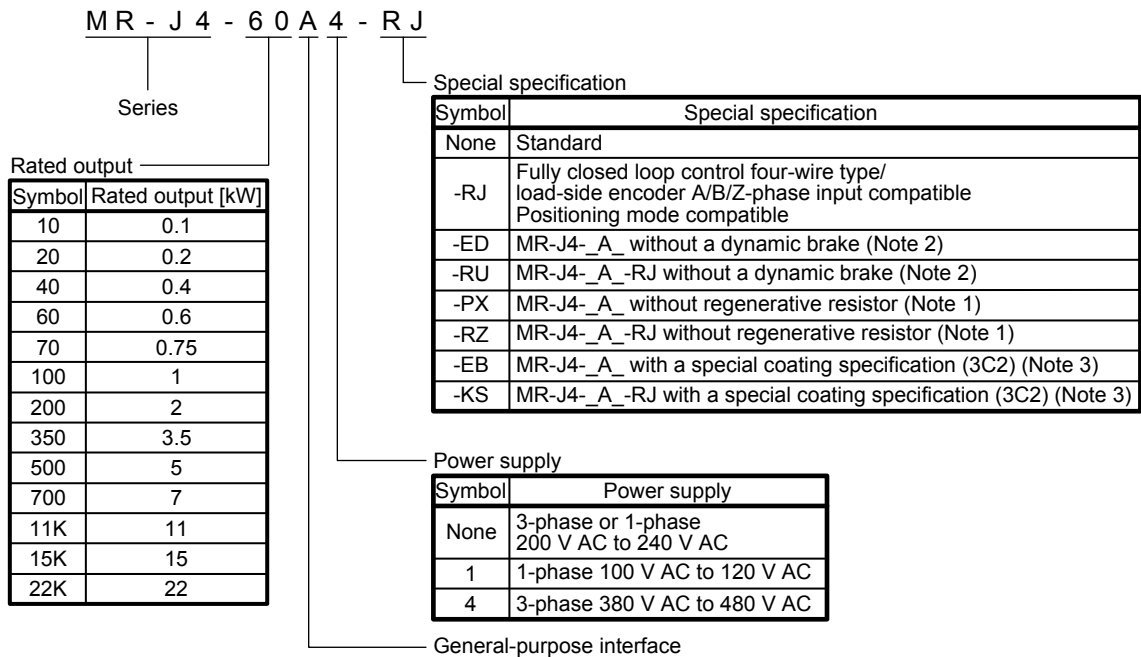 MR-J4-60A4-RJ
Series
Rated output
Symbol Rated output [kW]
10 0.1
20 0.2
40 0.4
60 0.6
70 0.75
100 1
200 2
350 3.5
500 5
700 7
11K 11
15K 15
22K 22
Special specification
Symbol Special specification
None Standard
-RJ Fully closed loop control four-wire type/
load-side encoder A/B/Z-phase input compatible
Positioning mode compatible
-ED MR-J4-_A_ without a dynamic brake (Note 2)
-RU MR-J4-_A_-RJ without a dynamic brake (Note 2)
-PX MR-J4-_A_ without regenerative resistor (Note 1)
-RZ MR-J4-_A_-RJ without regenerative resistor (Note 1)
-EB MR-J4-_A_ with a special coating specification (3C2) (Note 3)
-KS MR-J4-_A_-RJ with a special coating specification (3C2) (Note 3)
Power supply
Symbol Power supply
None 3-phase or 1-phase
200 V AC to 240 V AC
1 1-phase 100 V AC to 120 V AC
4 3-phase 380 V AC to 480 V AC
General-purpose interface